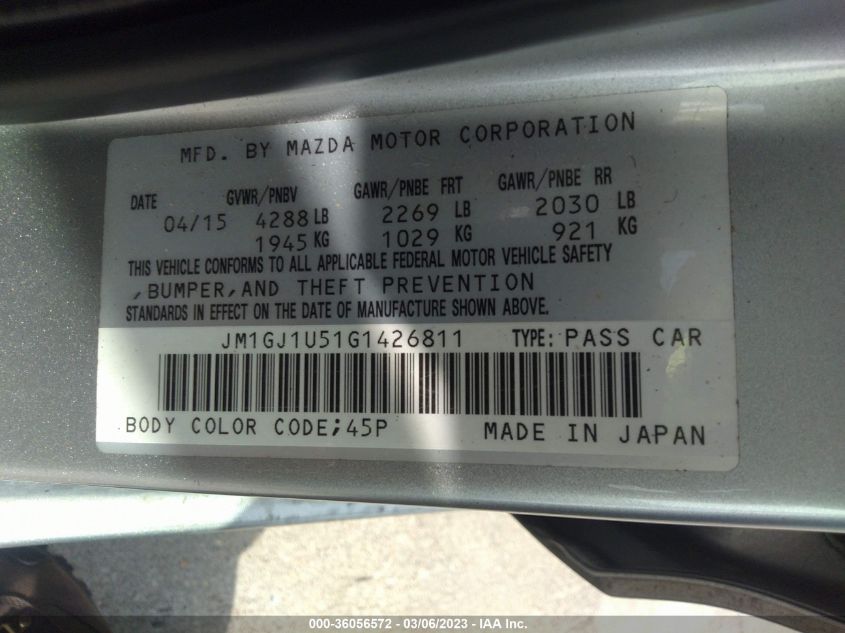 MFD. BY MAZDA MOTOR CORPORATION
DATE GVWR/PNBV GAWR/PNBE FRT GAWR/PNBE RR
04/15 4288 LB 2269 LB 2030 LB
1945 KG 1029 KG 921 KG
THIS VEHICLE CONFORMS TO ALL APPLICABLE FEDERAL MOTOR VEHICLE SAFETY
,BUMPER,AND THEFT PREVENTION
STANDARDS IN EFFECT ON THE DATE OF MANUFACTURE SHOWN ABOVE.
JM1GJ1U51G1426811 TYPE: PASS CAR
BODY COLOR CODE;45P MADE IN JAPAN
000-36056572 — 03/06/2023 — IAA Inc.